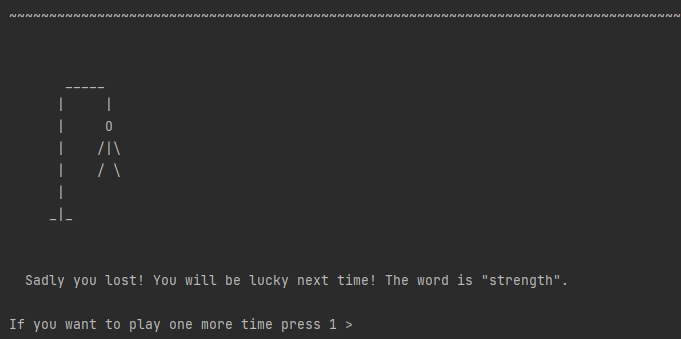 ~~~~~~~~~~~~~~~~~~~~~~~~~~~~~~~~~~~~~~~~~~~~~~~~~~~~~~~~~~~~~~~~~~~~~~~~~~~~~~~~~~~~
       _____
      |     |
      |     O
      |    /|\
      |    / \
      |
     _|_
Sadly you lost! You will be lucky next time! The word is "strength".
If you want to play one more time press 1 >